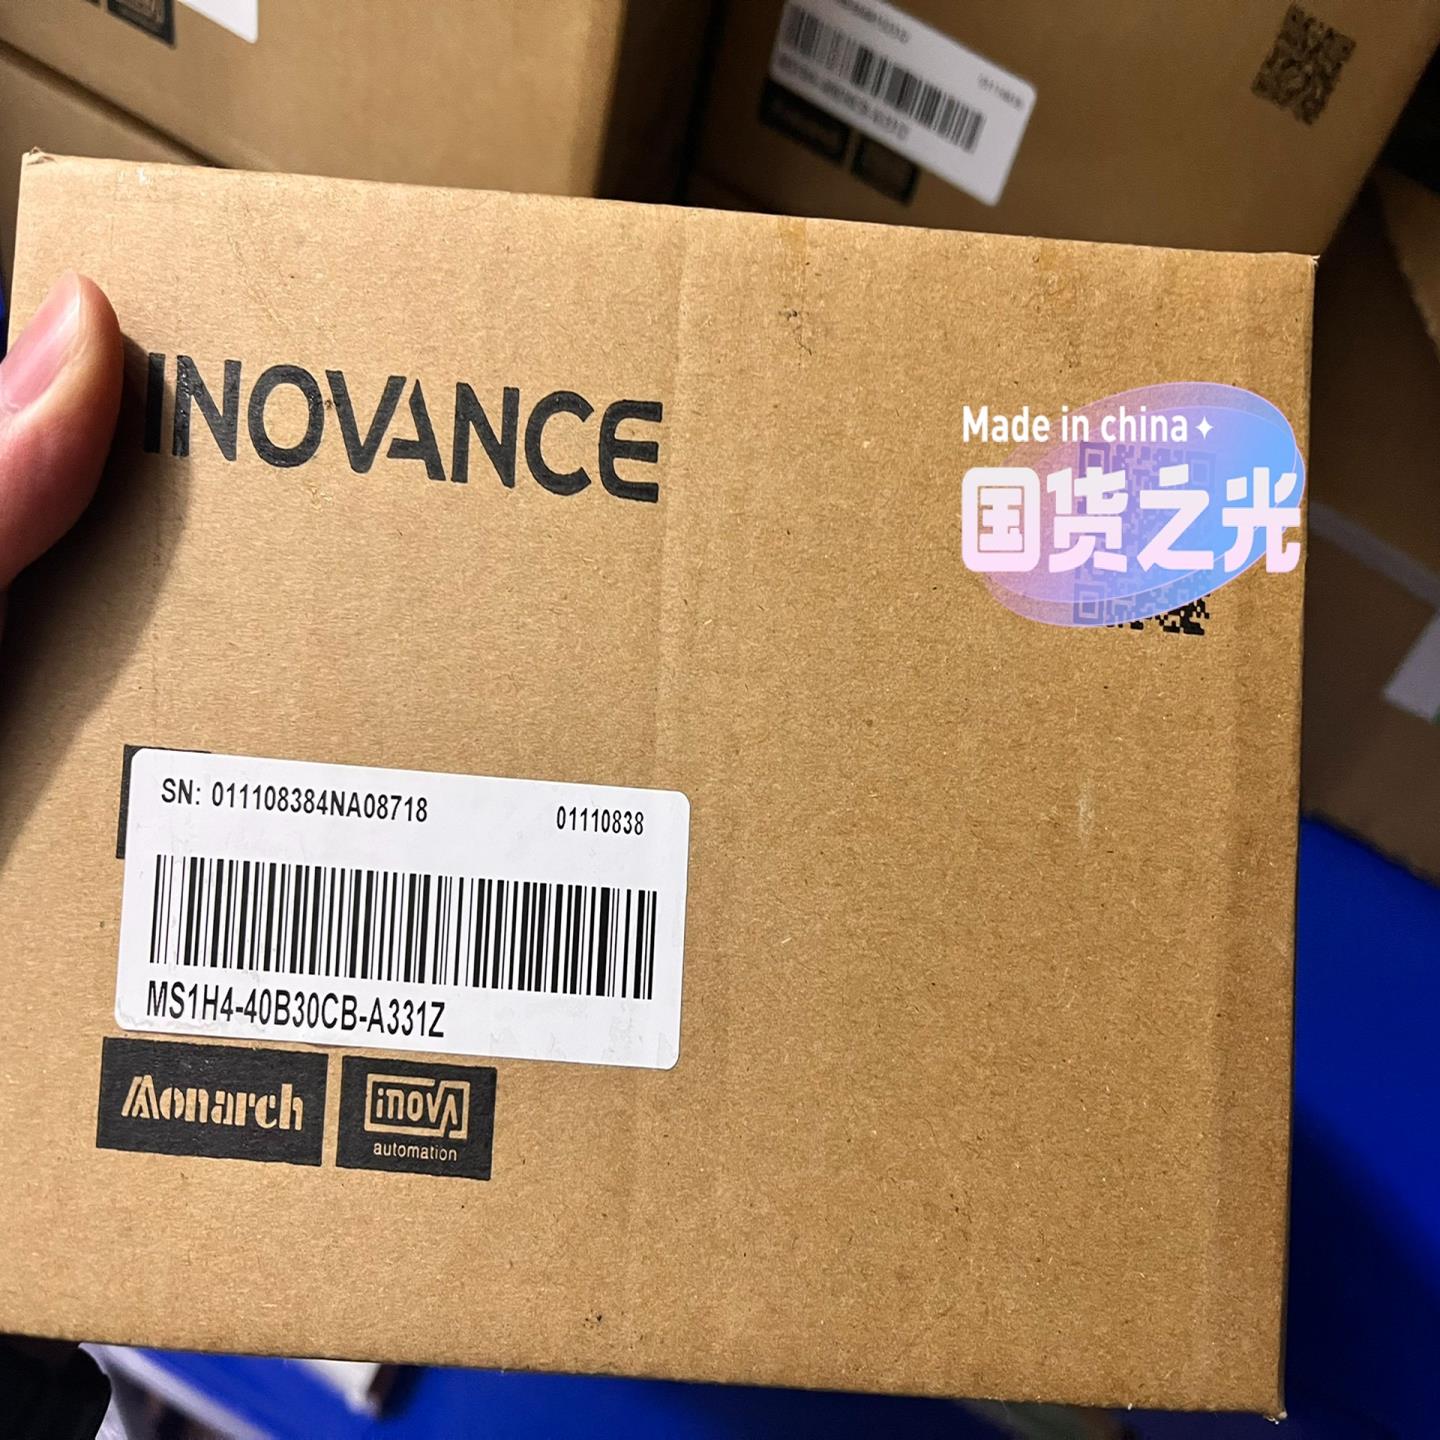 INOVANCE
Made in china
国货之光
SN: 011108384NA08718
01110838
MS1H4-40B30CB-A331Z
Monarch
inovA
automation